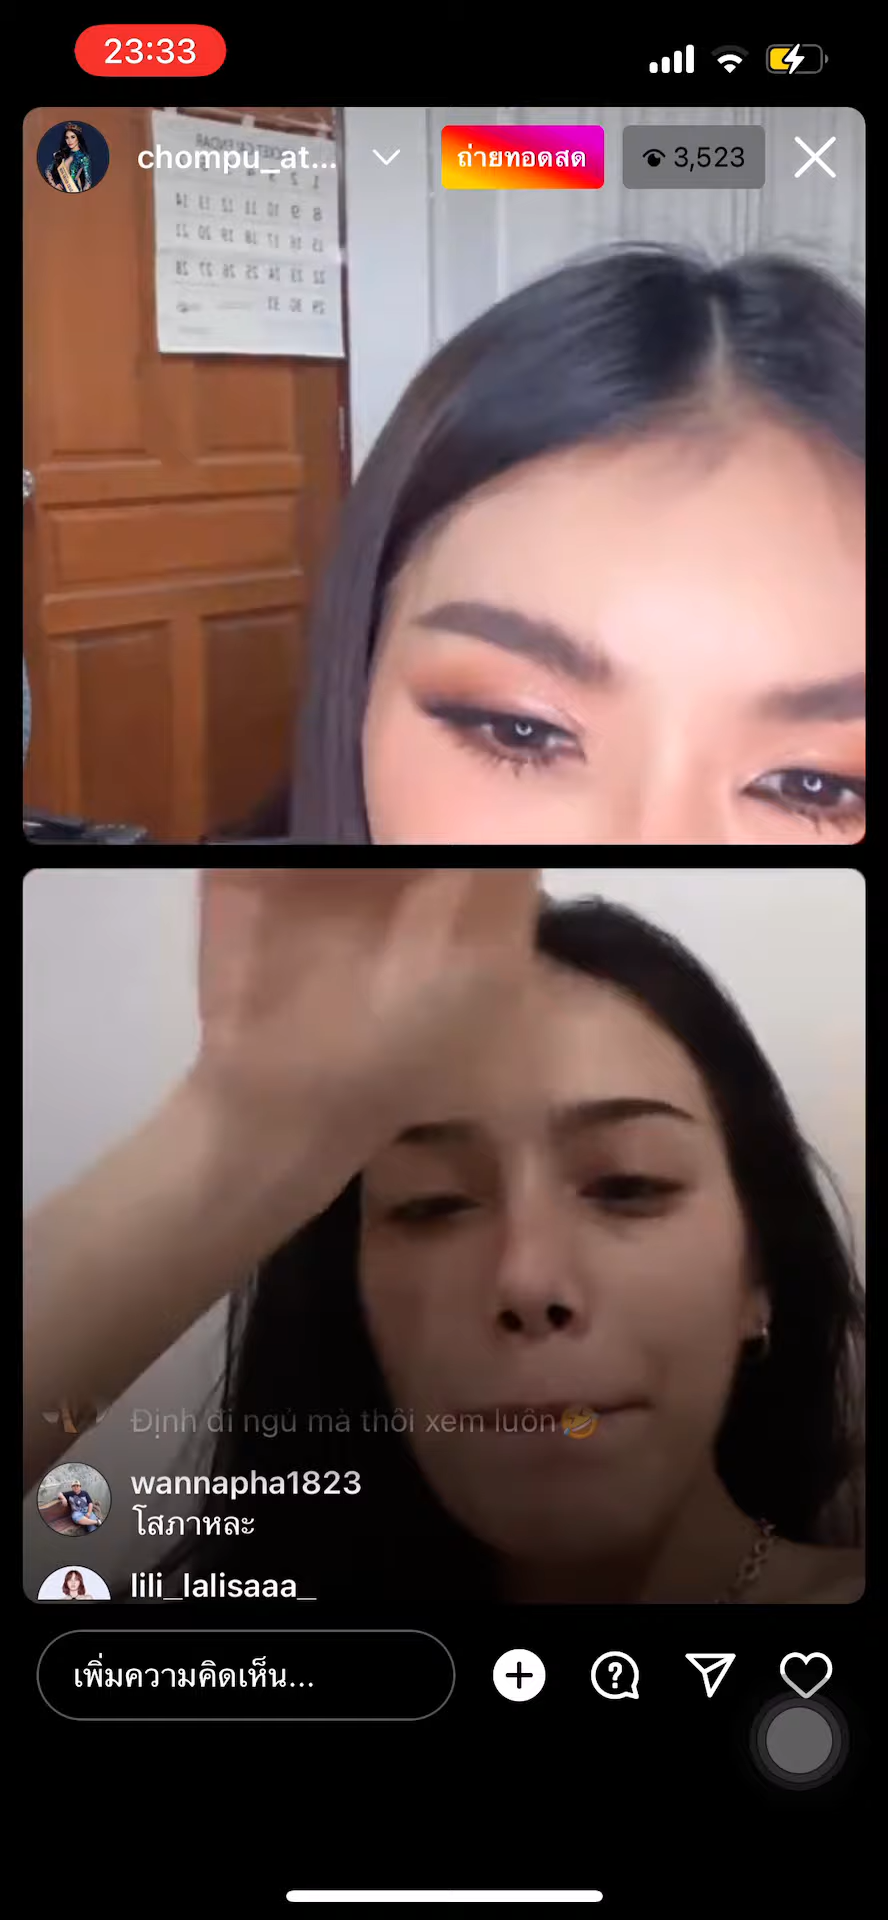 23:33
chompu_at...
ถ่ายทอดสด
3,523
Định đi ngủ mà thôi xem luôn🤣
wannapha1823
โสภาหละ
lili_lalisaaa_
เพิ่มความคิดเห็น...